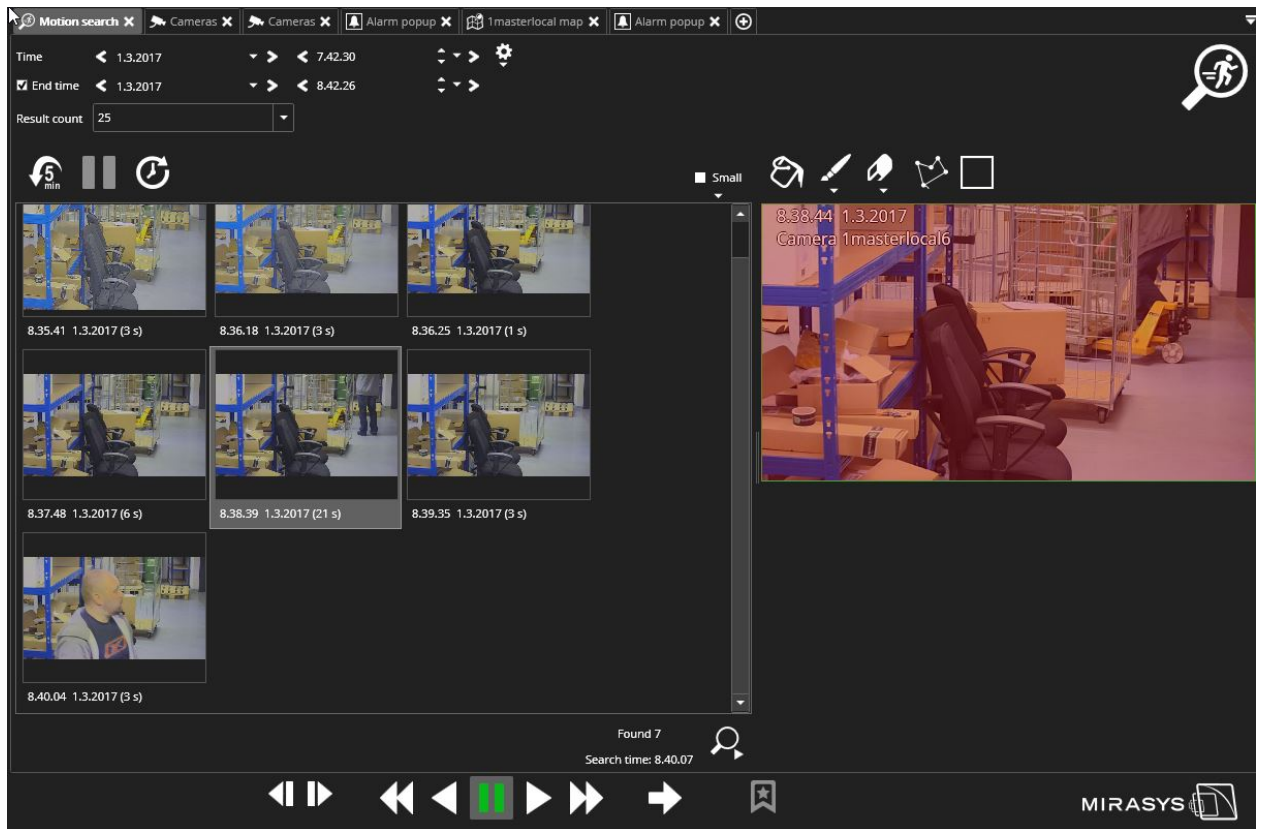 Motion search Cameras Cameras Alarm popup 1masterlocal map Alarm popup
Time 1.3.2017 7.42.30
End time 1.3.2017 8.42.26
Result count 25
5 min
Small
8.38.44 1.3.2017
Camera 1masterlocal6
8.35.41 1.3.2017 (3 s) 8.36.18 1.3.2017 (3 s) 8.36.25 1.3.2017 (1 s)
8.37.48 1.3.2017 (6 s) 8.38.39 1.3.2017 (21 s) 8.39.35 1.3.2017 (3 s)
8.40.04 1.3.2017 (3 s)
Found 7
Search time: 8.40.07
MIRASYS